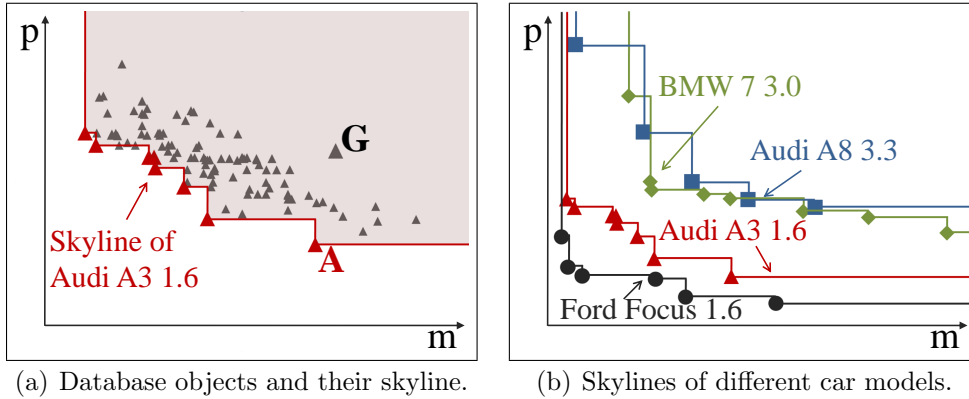 p
G
Skyline of
Audi A3 1.6
A
m
(a) Database objects and their skyline.
p
BMW 7 3.0
Audi A8 3.3
Audi A3 1.6
Ford Focus 1.6
m
(b) Skylines of different car models.